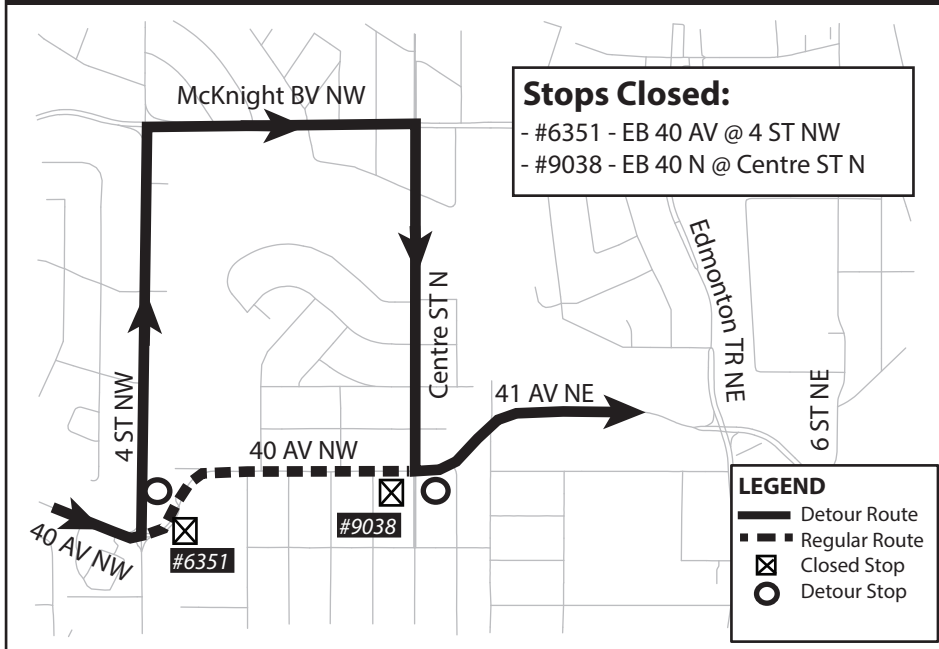 McKnight BV NW
Stops Closed:
- #6351 - EB 40 AV @ 4 ST NW
- #9038 - EB 40 N @ Centre ST N
Edmonton TR NE
Centre ST N
4 ST NW
41 AV NE
6 ST NE
40 AV NW
40 AV NW
#6351
#9038
LEGEND
Detour Route
Regular Route
Closed Stop
Detour Stop